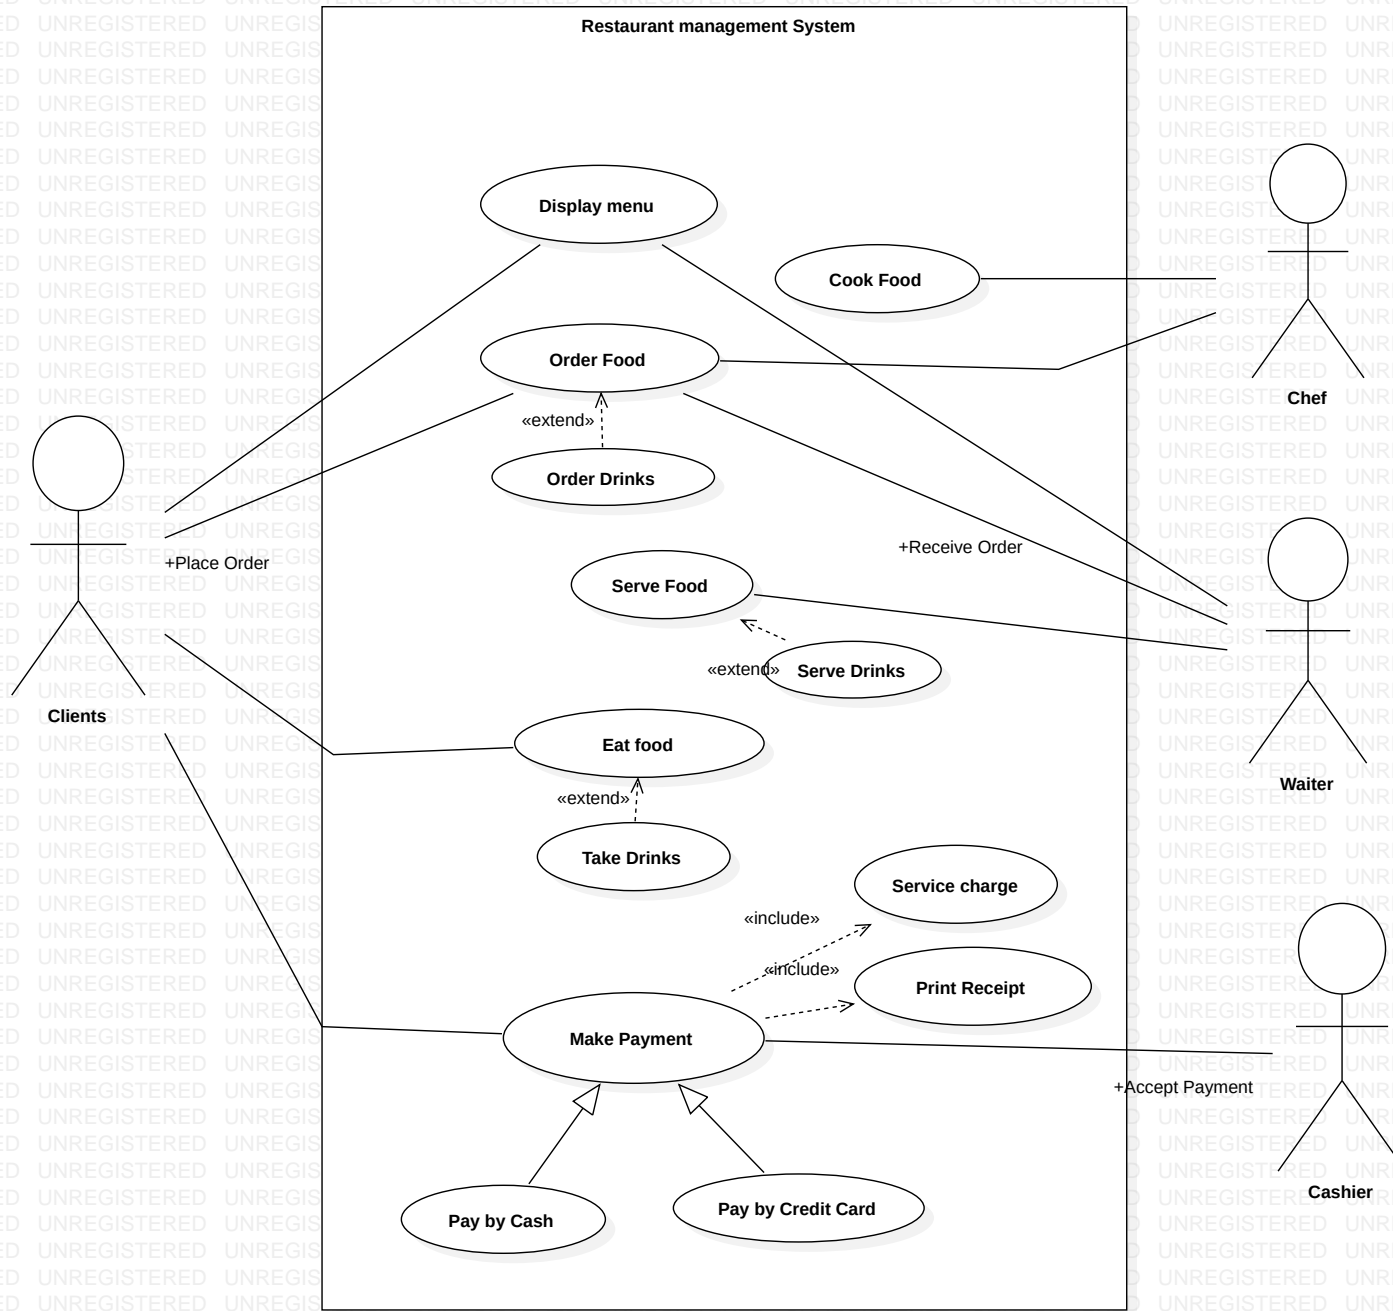 Restaurant management System
Display menu
Cook Food
Order Food
Chef
«extend»
Order Drinks
+Receive Order
+Place Order
Serve Food
«extend»
Serve Drinks
Clients
Eat food
Waiter
«extend»
Take Drinks
Service charge
«include»
«include»
Print Receipt
Make Payment
+Accept Payment
Cashier
Pay by Credit Card
Pay by Cash
UNREGISTERED